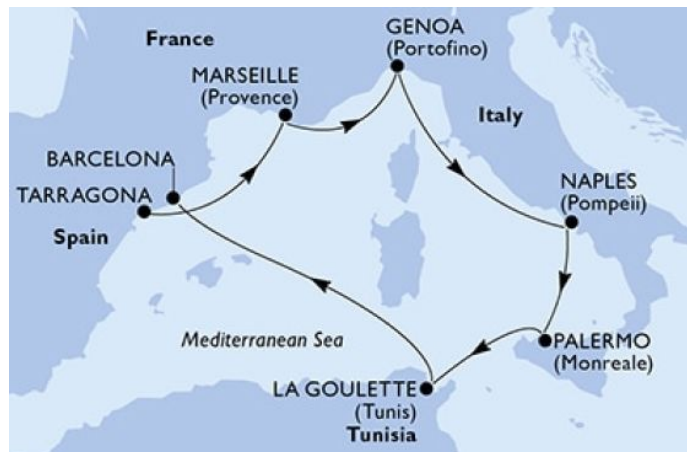 France
GENOA
(Portofino)
MARSEILLE
(Provence)
Italy
BARCELONA
TARRAGONA
NAPLES
(Pompeii)
Spain
Mediterranean Sea
PALERMO
(Monreale)
LA GOULETTE
(Tunis)
Tunisia